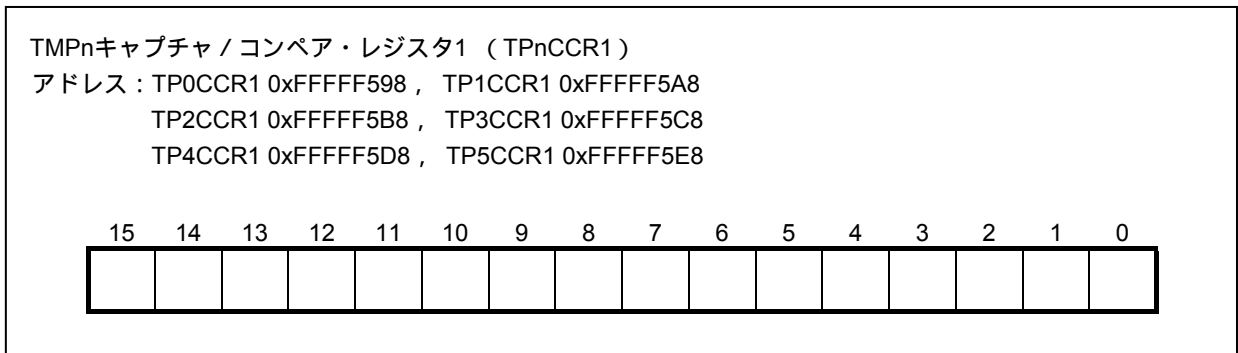 TMPnキャプチャ／コンペア・レジスタ1 （TPnCCR1）
アドレス：TP0CCR1 0xFFFFF598， TP1CCR1 0xFFFFF5A8
TP2CCR1 0xFFFFF5B8， TP3CCR1 0xFFFFF5C8
TP4CCR1 0xFFFFF5D8， TP5CCR1 0xFFFFF5E8
15 14 13 12 11 10 9 8 7 6 5 4 3 2 1 0